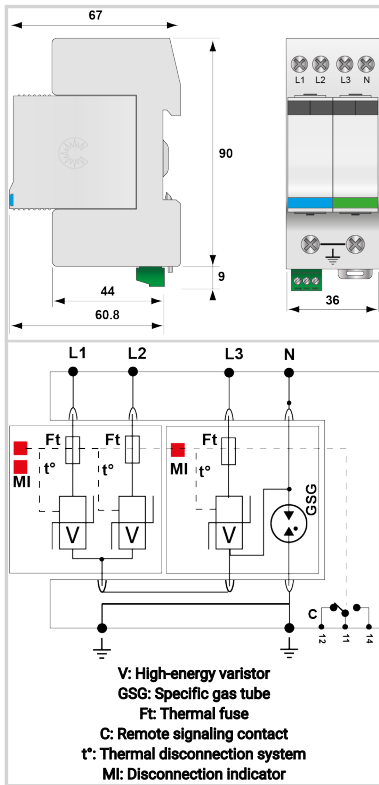 67
L1 L2 L3 N
90
9
44
60.8
36
L1 L2 L3 N
Ft Ft Ft
MI t° t° MI t° GSG
V V V
C
12 11 14
V: High-energy varistor
GSG: Specific gas tube
Ft: Thermal fuse
C: Remote signaling contact
t°: Thermal disconnection system
MI: Disconnection indicator